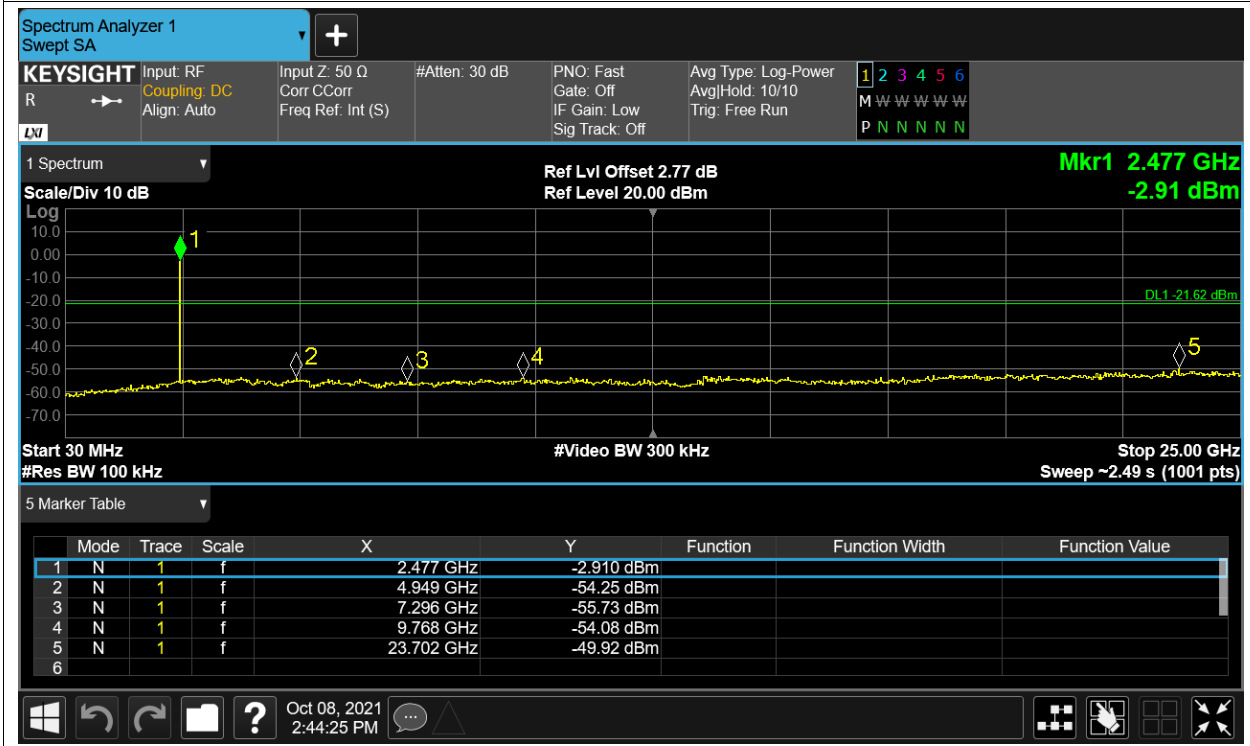 Spectrum Analyzer 1
Swept SA
+
KEYSIGHT Input: RF Input Z: 50 Ω #Atten: 30 dB PNO: Fast Avg Type: Log-Power 1 2 3 4 5 6
R Coupling: DC Corr CCorr Gate: Off Avg|Hold: 10/10 M W W W W W
Align: Auto Freq Ref: Int (S) IF Gain: Low Trig: Free Run
LXI Sig Track: Off P N N N N N
1 Spectrum Ref Lvl Offset 2.77 dB Mkr1 2.477 GHz
Scale/Div 10 dB Ref Level 20.00 dBm -2.91 dBm
Log
10.0
1
0.00
-10.0
-20.0 DL1 -21.62 dBm
-30.0
-40.0
2 3 4 5
-50.0
-60.0
-70.0
Start 30 MHz #Video BW 300 kHz Stop 25.00 GHz
#Res BW 100 kHz Sweep ~2.49 s (1001 pts)
5 Marker Table
Mode Trace Scale X Y Function Function Width Function Value
1 N 1 f 2.477 GHz -2.910 dBm
2 N 1 f 4.949 GHz -54.25 dBm
3 N 1 f 7.296 GHz -55.73 dBm
4 N 1 f 9.768 GHz -54.08 dBm
5 N 1 f 23.702 GHz -49.92 dBm
6
? Oct 08, 2021
2:44:25 PM